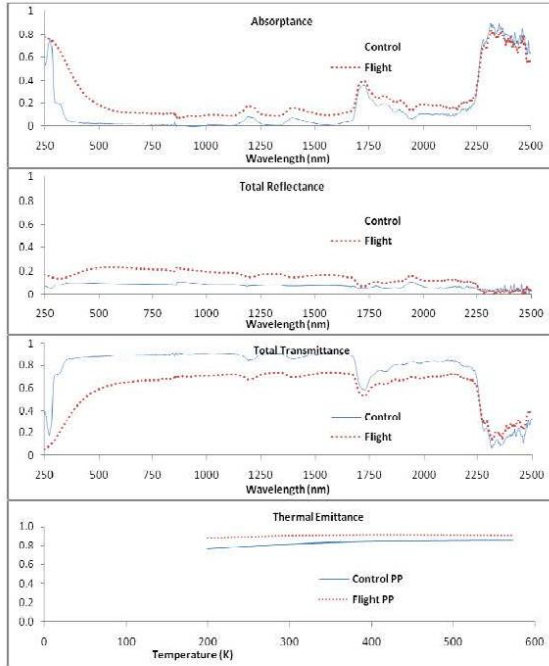 Absorptance
1
0.8
0.6
0.4
0.2
0
Control
Flight
250 500 750 1000 1250 1500 1750 2000 2250 2500
Wavelength (nm)
Total Reflectance
1
0.8
0.6
0.4
0.2
0
Control
Flight
250 500 750 1000 1250 1500 1750 2000 2250 2500
Wavelength (nm)
Total Transmittance
1
0.8
0.6
0.4
0.2
0
Control
Flight
250 500 750 1000 1250 1500 1750 2000 2250 2500
Wavelength (nm)
Thermal Emittance
1.0
0.8
0.6
0.4
0.2
0.0
Control PP
Flight PP
0 100 200 300 400 500 600
Temperature (K)